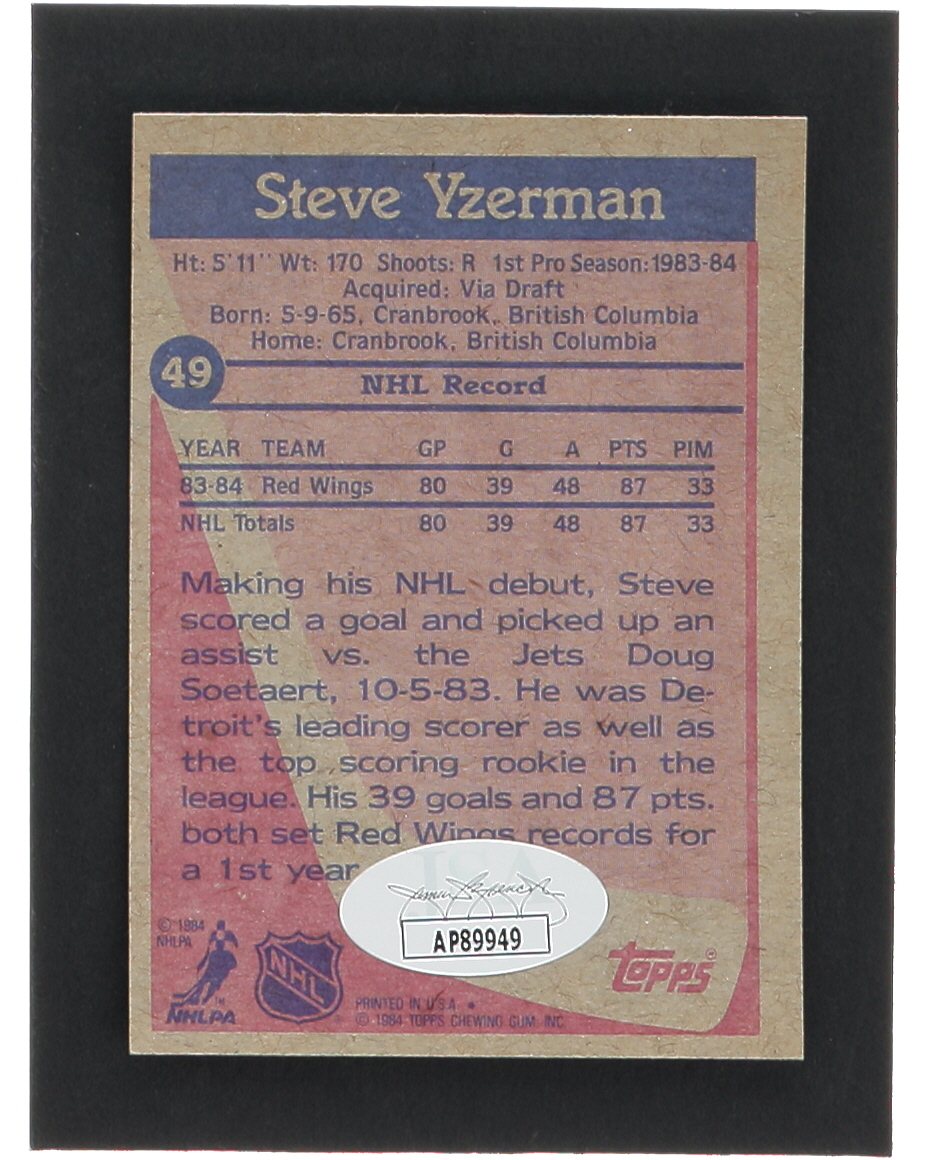 Steve Yzerman
Ht: 5'11" Wt: 170 Shoots: R 1st Pro Season: 1983-84
Acquired: Via Draft
Born: 5-9-65, Cranbrook, British Columbia
Home: Cranbrook, British Columbia
49
NHL Record
YEAR TEAM GP G A PTS PIM
83-84 Red Wings 80 39 48 87 33
NHL Totals 80 39 48 87 33
Making his NHL debut, Steve
scored a goal and picked up an
assist vs. the Jets Doug
Soetaert, 10-5-83. He was De-
troit's leading scorer as well as
the top scoring rookie in the
league. His 39 goals and 87 pts.
both set Red Wings records for
a 1st year
JSA
AP89949
© 1984
NHLPA
NHLPA™
NHL
PRINTED IN U.S.A. *
© 1984 TOPPS CHEWING GUM, INC.
topps®